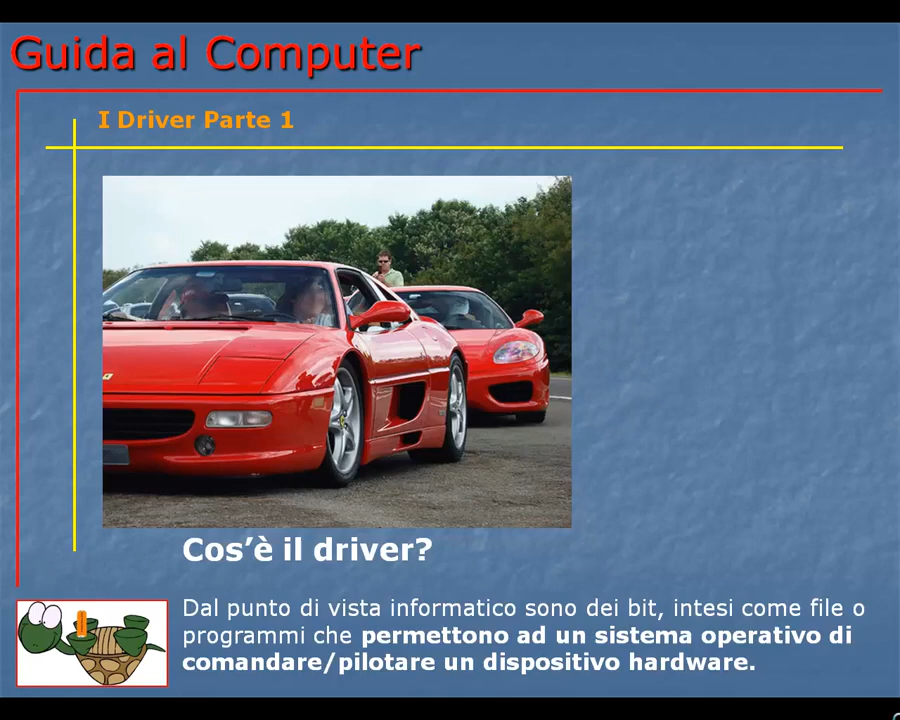 Guida al Computer
I Driver Parte 1
Cos’è il driver?
Dal punto di vista informatico sono dei bit, intesi come file o
programmi che permettono ad un sistema operativo di
comandare/pilotare un dispositivo hardware.